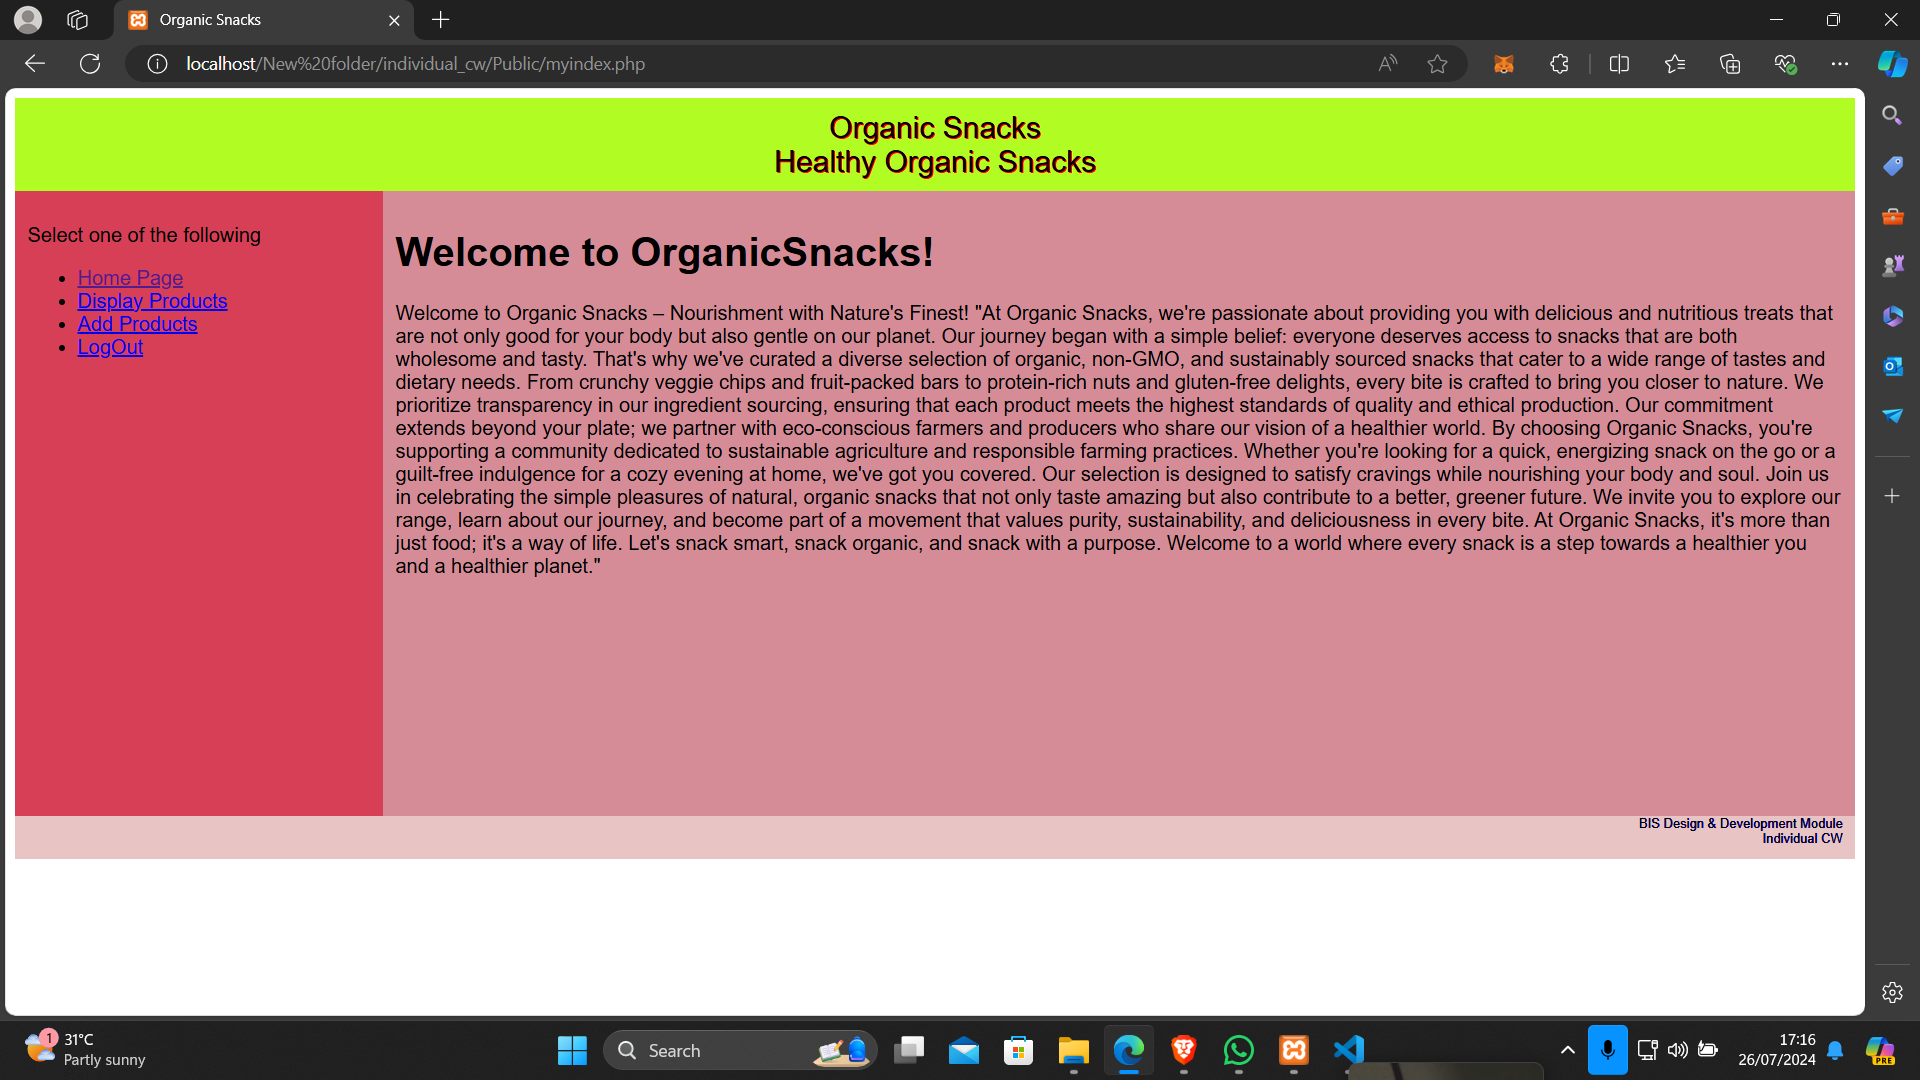 Organic Snacks
localhost/New%20folder/individual_cw/Public/myindex.php
Organic Snacks
Healthy Organic Snacks
Select one of the following
Home Page
Display Products
Add Products
LogOut
Welcome to OrganicSnacks!
Welcome to Organic Snacks – Nourishment with Nature's Finest! "At Organic Snacks, we're passionate about providing you with delicious and nutritious treats that
are not only good for your body but also gentle on our planet. Our journey began with a simple belief: everyone deserves access to snacks that are both
wholesome and tasty. That's why we've curated a diverse selection of organic, non-GMO, and sustainably sourced snacks that cater to a wide range of tastes and
dietary needs. From crunchy veggie chips and fruit-packed bars to protein-rich nuts and gluten-free delights, every bite is crafted to bring you closer to nature. We
prioritize transparency in our ingredient sourcing, ensuring that each product meets the highest standards of quality and ethical production. Our commitment
extends beyond your plate; we partner with eco-conscious farmers and producers who share our vision of a healthier world. By choosing Organic Snacks, you're
supporting a community dedicated to sustainable agriculture and responsible farming practices. Whether you're looking for a quick, energizing snack on the go or a
guilt-free indulgence for a cozy evening at home, we've got you covered. Our selection is designed to satisfy cravings while nourishing your body and soul. Join us
in celebrating the simple pleasures of natural, organic snacks that not only taste amazing but also contribute to a better, greener future. We invite you to explore our
range, learn about our journey, and become part of a movement that values purity, sustainability, and deliciousness in every bite. At Organic Snacks, it's more than
just food; it's a way of life. Let's snack smart, snack organic, and snack with a purpose. Welcome to a world where every snack is a step towards a healthier you
and a healthier planet."
BIS Design & Development Module
Individual CW
1
31°C
Partly sunny
Search
17:16
26/07/2024
PRE